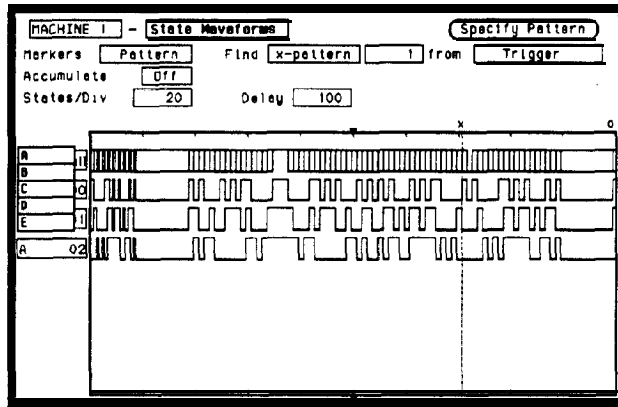 MACHINE 1 - State Waveforms Specify Pattern
Markers Pattern Find x-pattern 1 from Trigger
Accumulate Off
States/Div 20 Delay 100
x o
A
B
C
D
E
A 02